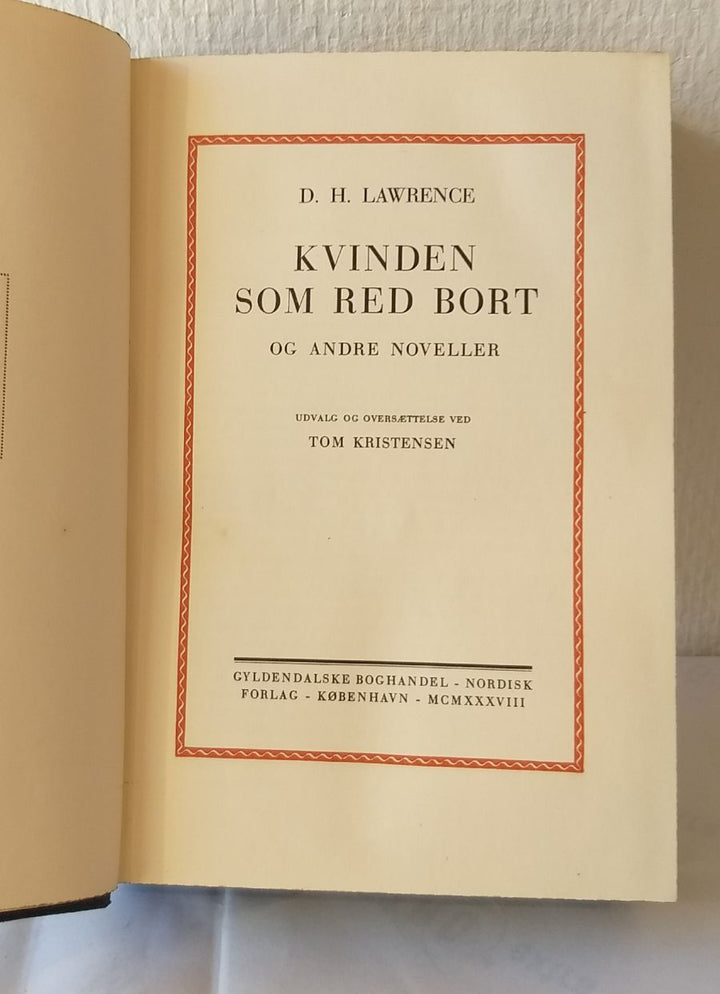 D. H. LAWRENCE
KVINDEN
SOM RED BORT
OG ANDRE NOVELLER
UDVALG OG OVERSÆTTELSE VED
TOM KRISTENSEN
GYLDENDALSKE BOGHANDEL - NORDISK
FORLAG - KØBENHAVN - MCMXXXVIII